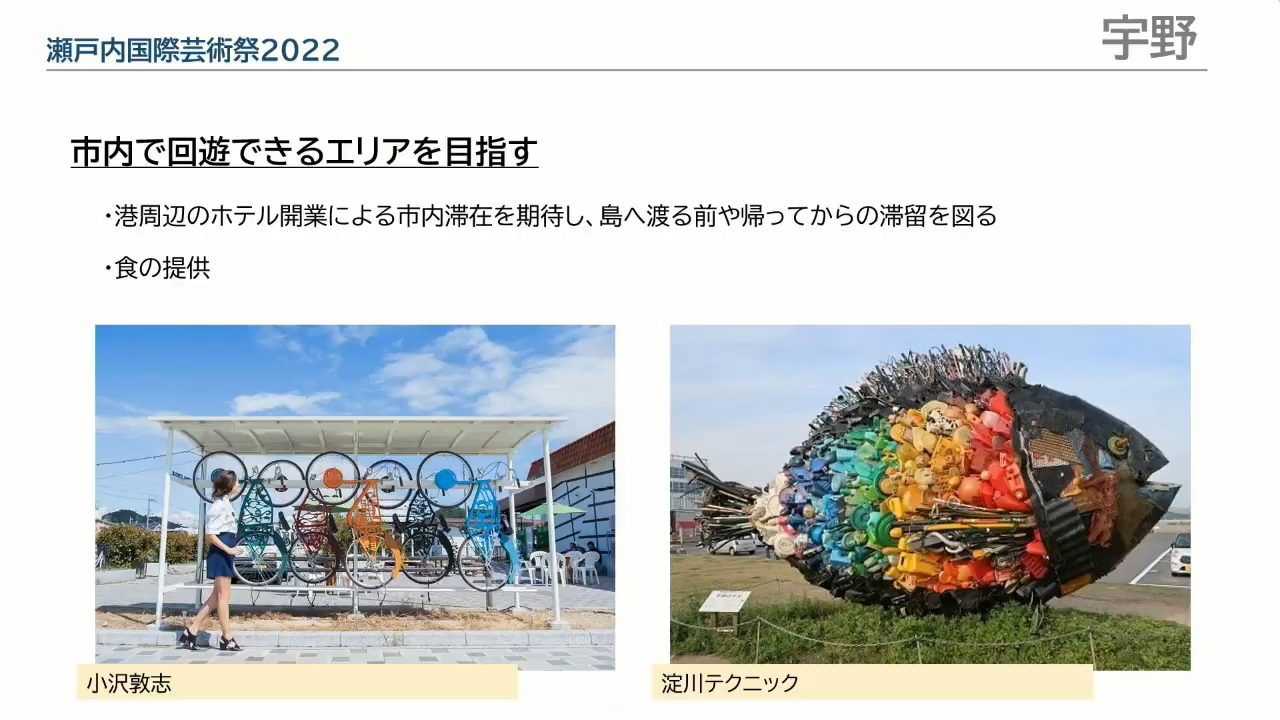 瀬戸内国際芸術祭2022
宇野
市内で回遊できるエリアを目指す
・港周辺のホテル開業による市内滞在を期待し、島へ渡る前や帰ってからの滞留を図る
・食の提供
小沢敦志
淀川テクニック